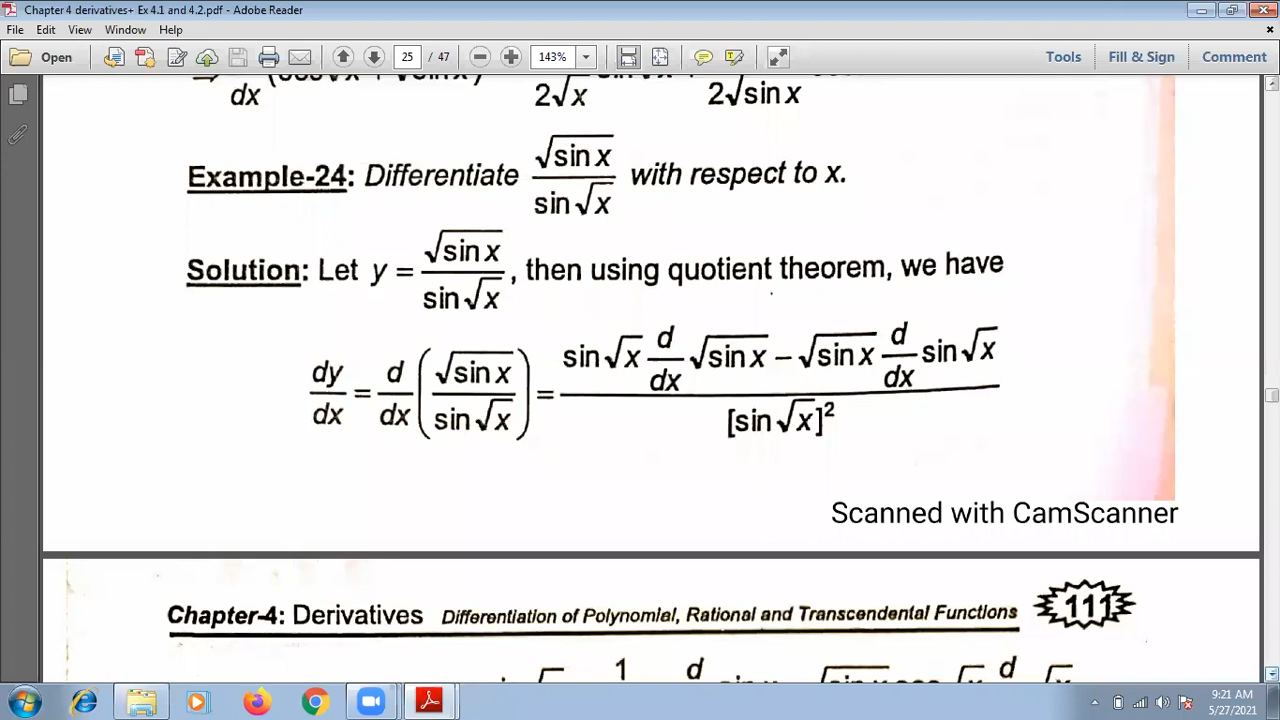 Chapter 4 derivatives+ Ex 4.1 and 4.2.pdf - Adobe Reader
File Edit View Window Help
Open 25 / 47 143% Tools Fill & Sign Comment
dx 2√x 2√sin x
Example-24: Differentiate √sin x / sin √x with respect to x.
Solution: Let y = √sin x / sin √x , then using quotient theorem, we have
dy/dx = d/dx (√sin x / sin √x) = sin √x d/dx √sin x − √sin x d/dx sin √x / [sin √x]²
Scanned with CamScanner
Chapter-4: Derivatives Differentiation of Polynomial, Rational and Transcendental Functions 111
9:21 AM
5/27/2021